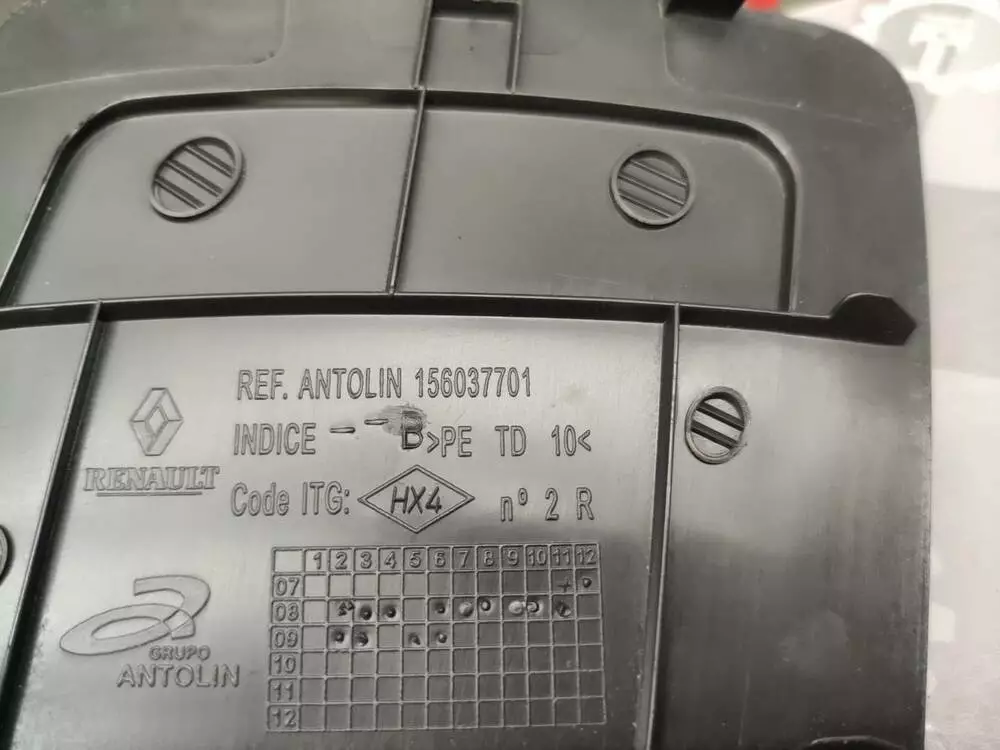 REF. ANTOLIN 156037701
INDICE - - B >PE TD 10<
RENAULT
Code ITG: HX4 nº 2 R
1 2 3 4 5 6 7 8 9 10 11 12
07
08
09
10
11
12
GRUPO
ANTOLIN